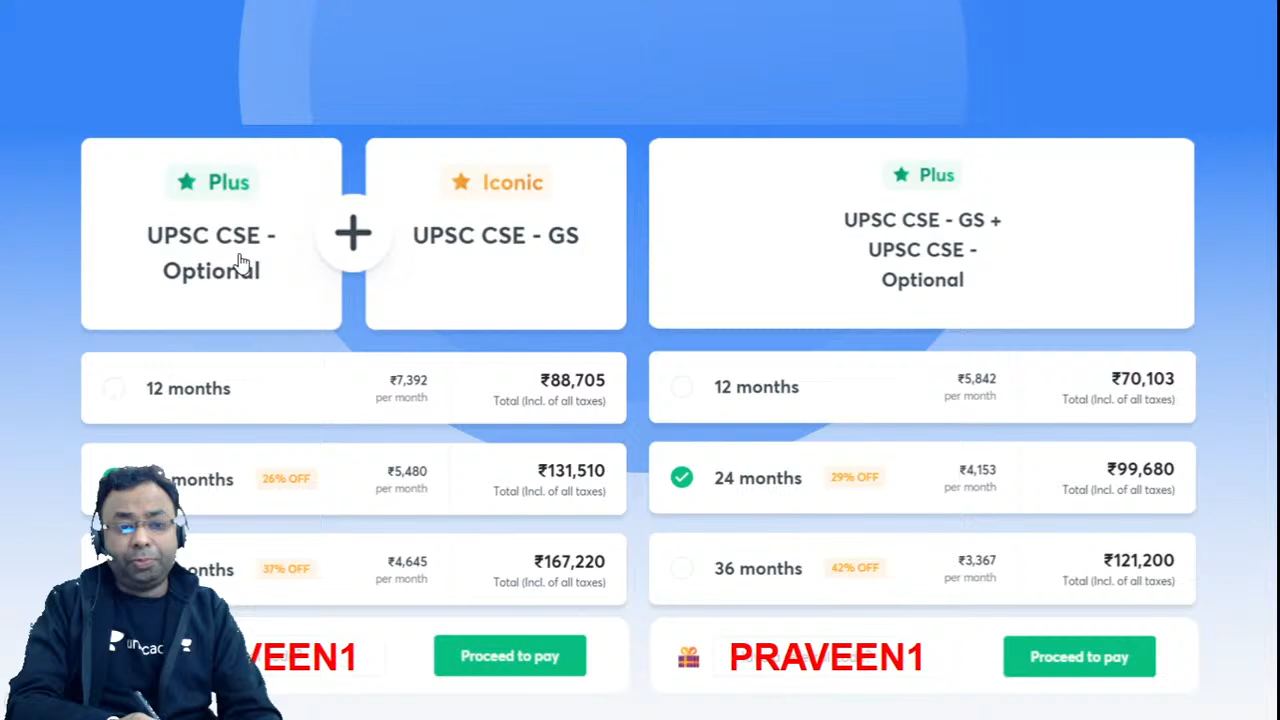 Plus
UPSC CSE -
Optional
+
Iconic
UPSC CSE - GS
Plus
UPSC CSE - GS +
UPSC CSE -
Optional
12 months ₹7,392 per month ₹88,705 Total (Incl. of all taxes)
onths 26% OFF ₹5,480 per month ₹131,510 Total (Incl. of all taxes)
onths 37% OFF ₹4,645 per month ₹167,220 Total (Incl. of all taxes)
VEEN1 Proceed to pay
12 months ₹5,842 per month ₹70,103 Total (Incl. of all taxes)
24 months 29% OFF ₹4,153 per month ₹99,680 Total (Incl. of all taxes)
36 months 42% OFF ₹3,367 per month ₹121,200 Total (Incl. of all taxes)
PRAVEEN1 Proceed to pay